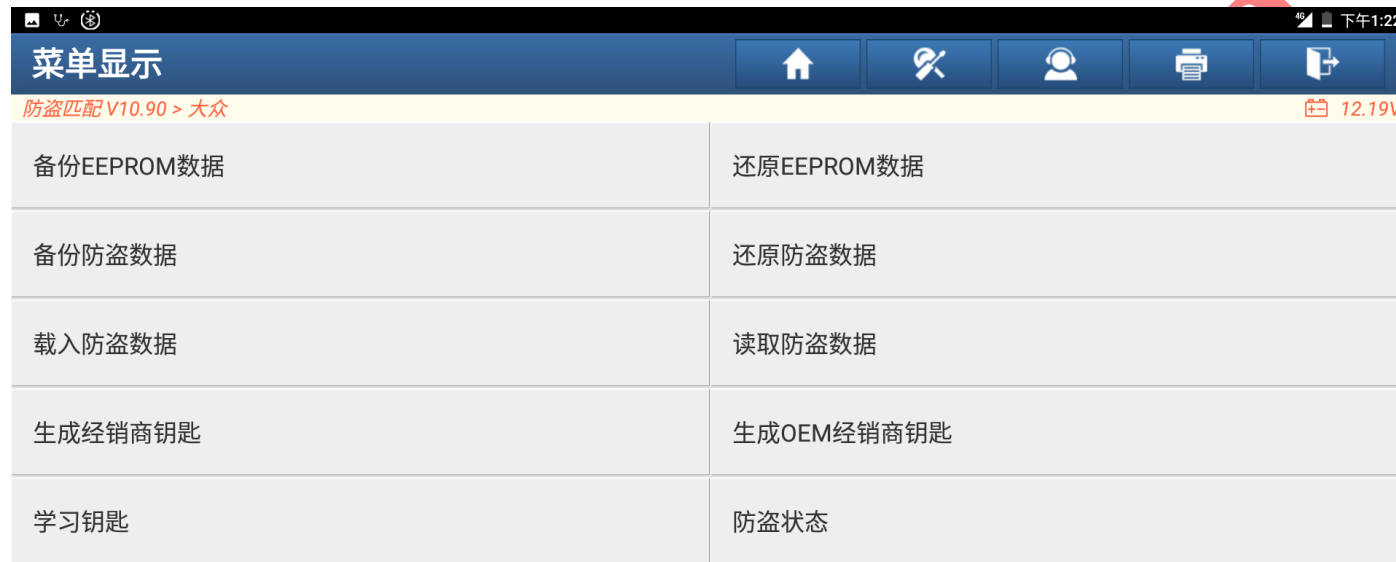 4G 下午1:22
菜单显示
防盗匹配 V10.90 > 大众 12.19V
备份EEPROM数据 还原EEPROM数据
备份防盗数据 还原防盗数据
载入防盗数据 读取防盗数据
生成经销商钥匙 生成OEM经销商钥匙
学习钥匙 防盗状态